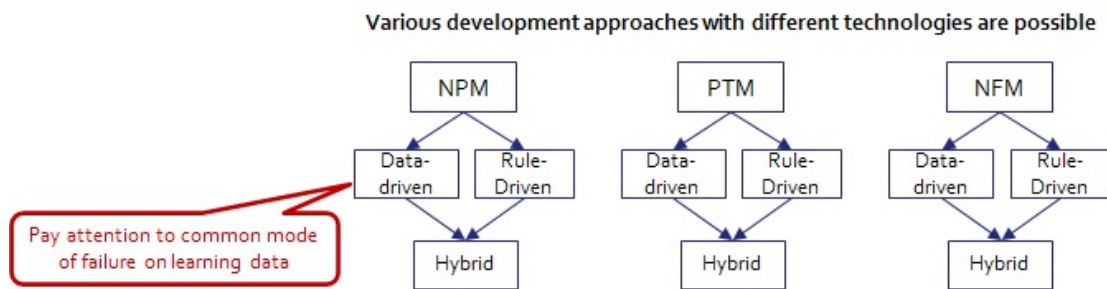 Various development approaches with different technologies are possible
NPM
PTM
NFM
Data-
driven
Rule-
Driven
Data-
driven
Rule-
Driven
Data-
driven
Rule-
Driven
Pay attention to common mode
of failure on learning data
Hybrid
Hybrid
Hybrid